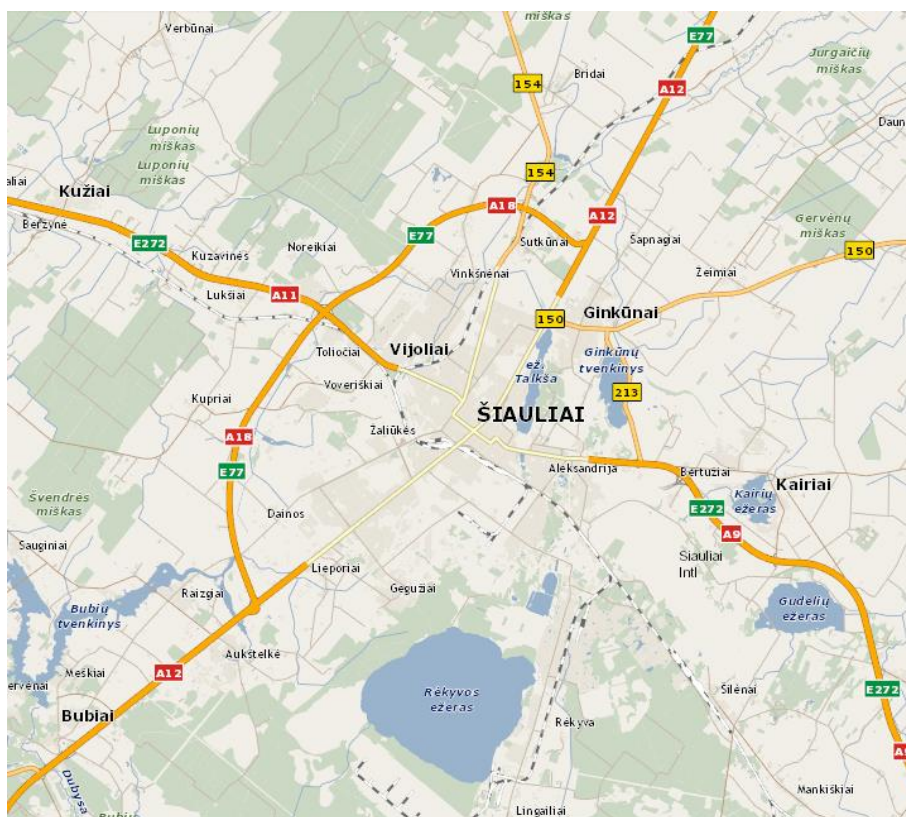 miškas
Verbūnai
E77
Jurgaičių
miškas
154
Bridai
A12
Daun
Luponių
miškas
Luponių
miškas
154
aliai
Kužiai
A18
A12
Gervėnų
miškas
Beržynė
E272
Kuzavinės
Noreikiai
E77
Sutkūnai
Šapnagiai
150
Vinkšnėnai
Žeimiai
Lukšiai
A11
150
Ginkūnai
Toliočiai
Vijoliai
ež.
Talkša
Ginkūnų
tvenkinys
Voveriškiai
213
Kupriai
ŠIAULIAI
A18
Žaliūkės
E77
Aleksandrija
Bertužiai
Kairiai
Švendrės
miškas
Kairių
ežeras
E272
Dainos
A9
Sauginiai
Siauliai
Intl
Lieporiai
Gegužiai
Raizgiai
Bubių
tvenkinys
Gudelių
ežeras
Aukštelkė
Meškiai
A12
ervėnai
Rėkyvos
ežeras
Šilėnai
E272
Bubiai
Rėkyva
Dubysa
Mankiškiai
Bubių
Lingailiai